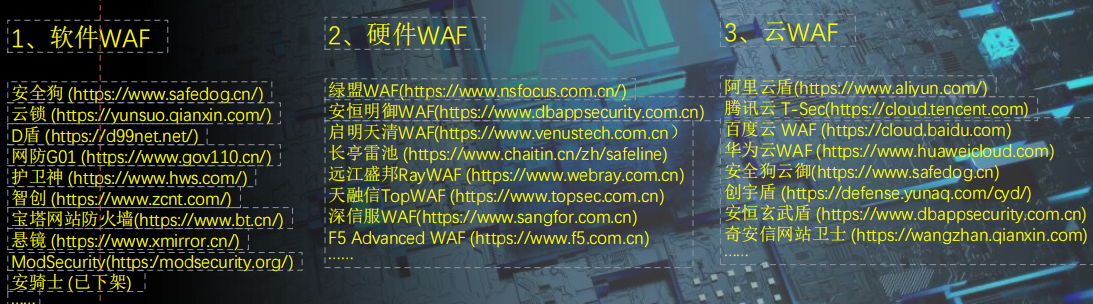 1、软件WAF
安全狗 (https://www.safedog.cn/)
云锁 (https://yunsuo.qianxin.com/)
D盾 (https://d99net.net/)
网防G01 (https://www.gov110.cn/)
护卫神 (https://www.hws.com/)
智创 (https://www.zcnt.com/)
宝塔网站防火墙(https://www.bt.cn/)
悬镜 (https://www.xmirror.cn/)
ModSecurity(https:/modsecurity.org/)
安骑士 (已下架)
……
2、硬件WAF
绿盟WAF(https://www.nsfocus.com.cn/)
安恒明御WAF(https://www.dbappsecurity.com.cn)
启明天清WAF(https://www.venustech.com.cn）
长亭雷池 (https://www.chaitin.cn/zh/safeline)
远江盛邦RayWAF (https://www.webray.com.cn)
天融信TopWAF (https://www.topsec.com.cn)
深信服WAF(https://www.sangfor.com.cn)
F5 Advanced WAF (https://www.f5.com.cn)
……
3、云WAF
阿里云盾(https://www.aliyun.com/)
腾讯云 T-Sec(https://cloud.tencent.com)
百度云 WAF (https://cloud.baidu.com)
华为云WAF (https://www.huaweicloud.com)
安全狗云御(https://www.safedog.cn)
创宇盾 (https://defense.yunaq.com/cyd/)
安恒玄武盾 (https://www.dbappsecurity.com.cn)
奇安信网站卫士 (https://wangzhan.qianxin.com)
……
AI